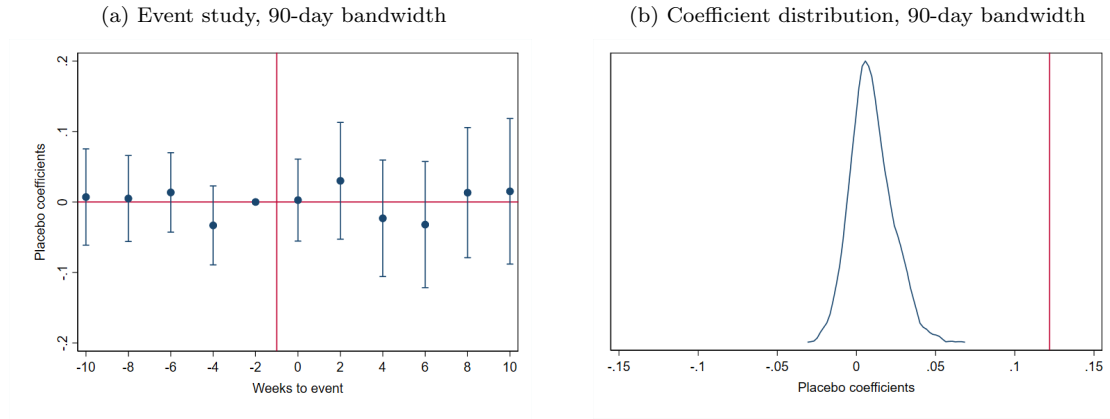 (a) Event study, 90-day bandwidth
.2
.1
0
-.1
-.2
Placebo coefficients
-10 -8 -6 -4 -2 0 2 4 6 8 10
Weeks to event
(b) Coefficient distribution, 90-day bandwidth
-.15 -.1 -.05 0 .05 .1 .15
Placebo coefficients